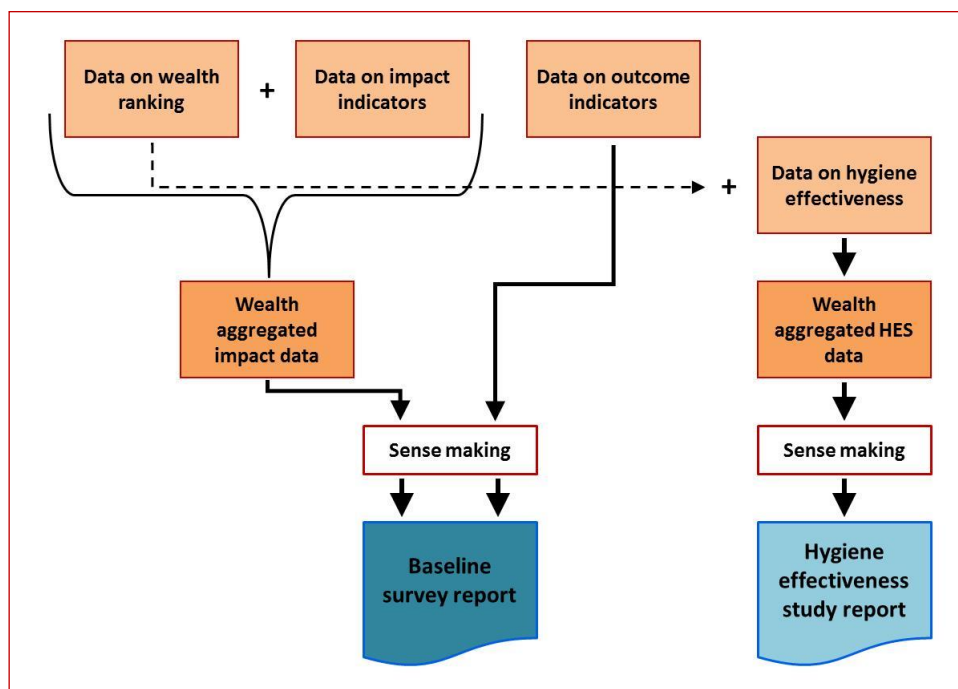 Data on wealth
ranking
+
Data on impact
indicators
Data on outcome
indicators
+
Data on hygiene
effectiveness
Wealth
aggregated
impact data
Wealth
aggregated HES
data
Sense making
Sense making
Baseline
survey report
Hygiene
effectiveness
study report